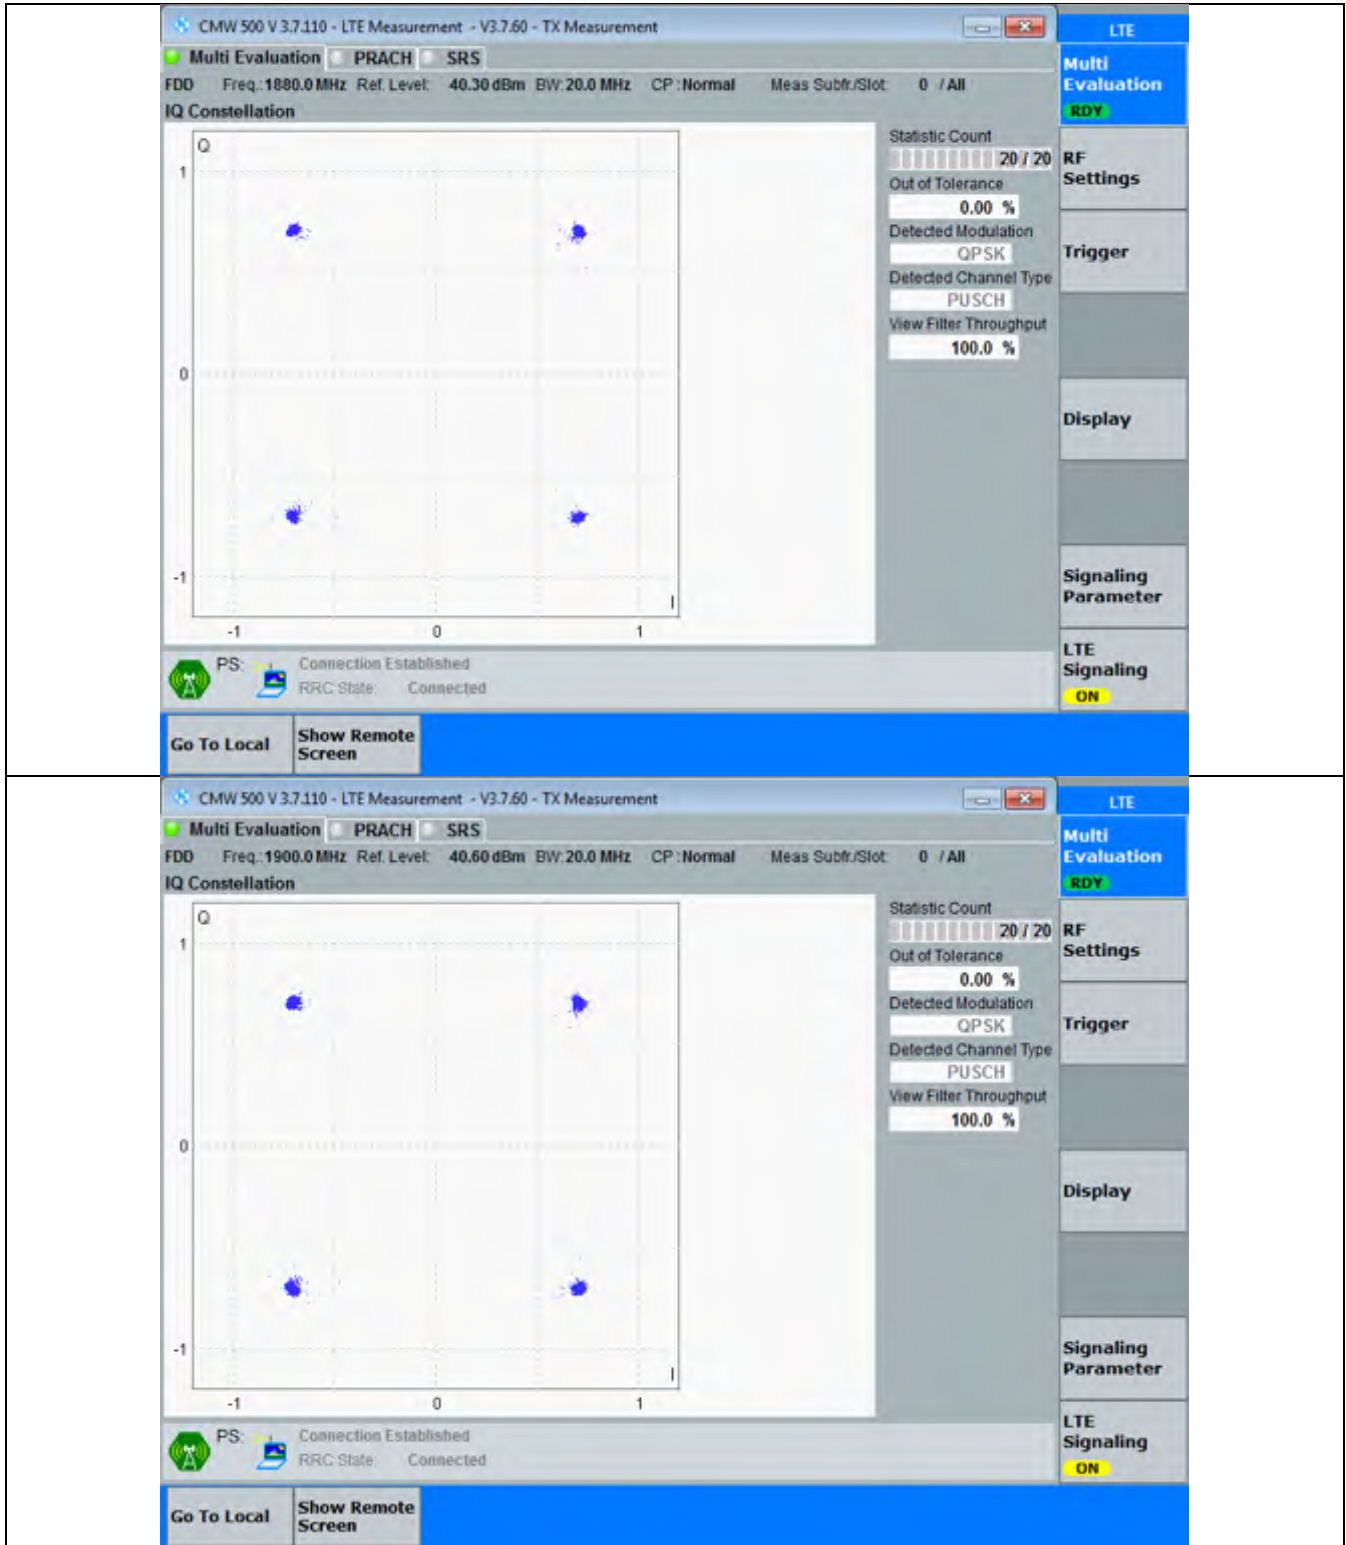 CMW 500 V 3.7.110 - LTE Measurement - V3.7.60 - TX Measurement
LTE
Multi Evaluation PRACH SRS
Multi
Evaluation
RDY
FDD Freq.:1880.0 MHz Ref. Level: 40.30 dBm BW:20.0 MHz CP :Normal Meas Subfr./Slot: 0 / All
IQ Constellation
Q
1
0
-1
-1 0 1
I
Statistic Count
20 / 20
Out of Tolerance
0.00 %
Detected Modulation
QPSK
Detected Channel Type
PUSCH
View Filter Throughput
100.0 %
RF
Settings
Trigger
Display
Signaling
Parameter
LTE
Signaling
ON
PS: Connection Established
RRC State: Connected
Go To Local Show Remote
Screen
CMW 500 V 3.7.110 - LTE Measurement - V3.7.60 - TX Measurement
LTE
Multi Evaluation PRACH SRS
Multi
Evaluation
RDY
FDD Freq.:1900.0 MHz Ref. Level: 40.60 dBm BW:20.0 MHz CP :Normal Meas Subfr./Slot: 0 / All
IQ Constellation
Q
1
0
-1
-1 0 1
I
Statistic Count
20 / 20
Out of Tolerance
0.00 %
Detected Modulation
QPSK
Detected Channel Type
PUSCH
View Filter Throughput
100.0 %
RF
Settings
Trigger
Display
Signaling
Parameter
LTE
Signaling
ON
PS: Connection Established
RRC State: Connected
Go To Local Show Remote
Screen